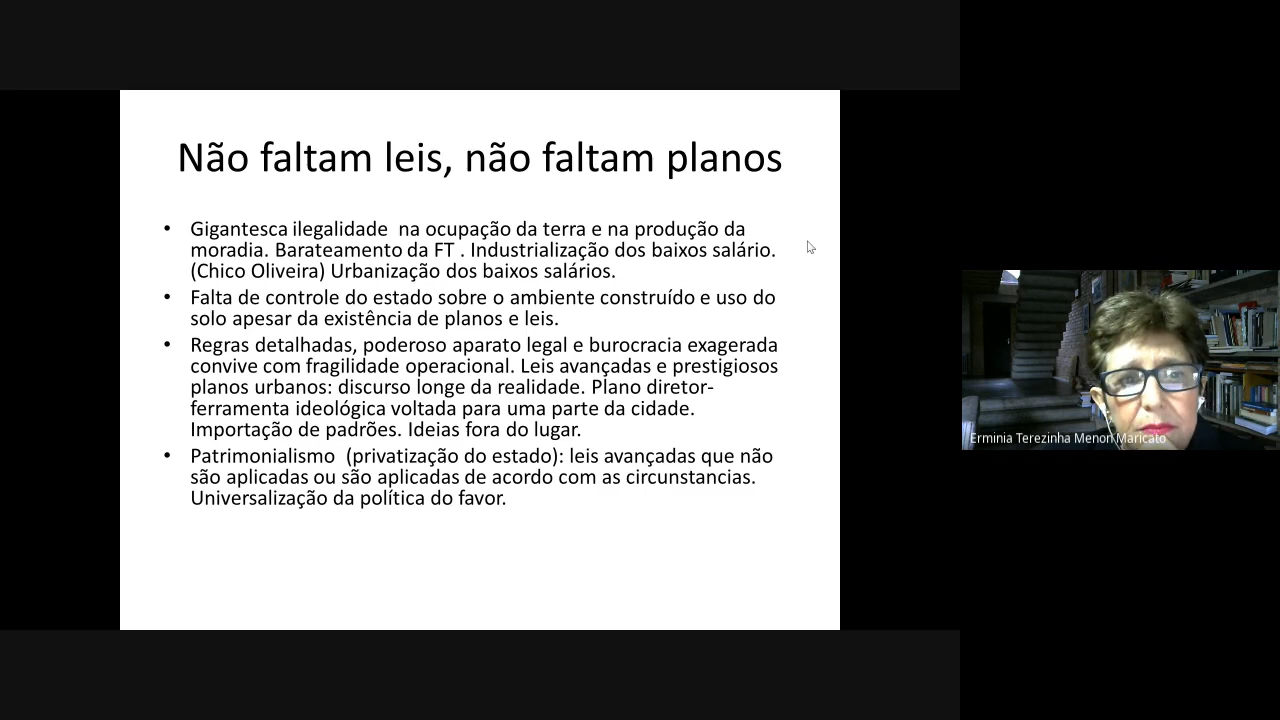 Não faltam leis, não faltam planos
• Gigantesca ilegalidade  na ocupação da terra e na produção da
moradia. Barateamento da FT . Industrialização dos baixos salário.
(Chico Oliveira) Urbanização dos baixos salários.
• Falta de controle do estado sobre o ambiente construído e uso do
solo apesar da existência de planos e leis.
• Regras detalhadas, poderoso aparato legal e burocracia exagerada
convive com fragilidade operacional. Leis avançadas e prestigiosos
planos urbanos: discurso longe da realidade. Plano diretor-
ferramenta ideológica voltada para uma parte da cidade.
Importação de padrões. Ideias fora do lugar.
• Patrimonialismo  (privatização do estado): leis avançadas que não
são aplicadas ou são aplicadas de acordo com as circunstancias.
Universalização da política do favor.
Erminia Terezinha Menon Maricato